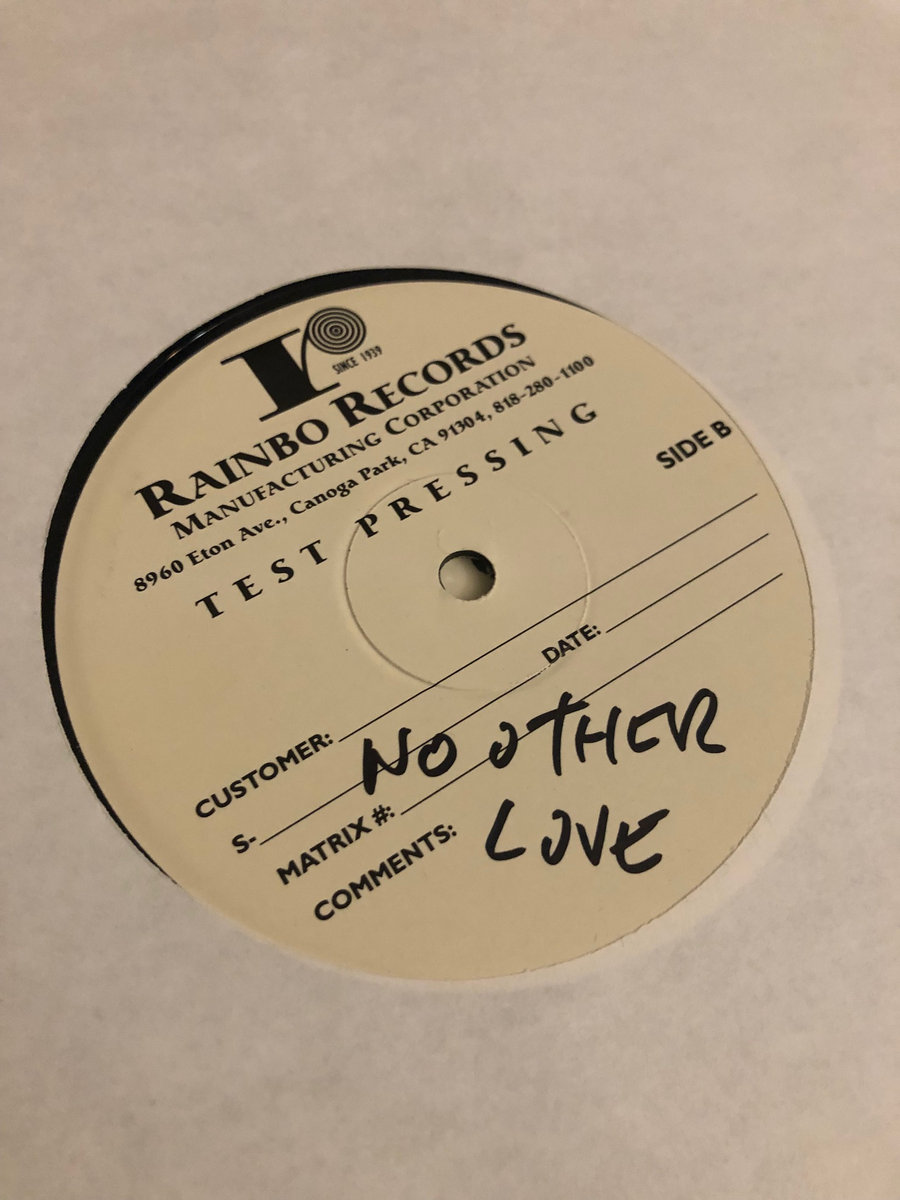 r
SINCE 1939
RAINBO RECORDS
MANUFACTURING CORPORATION
8960 Eton Ave., Canoga Park, CA 91304, 818-280-1100
TEST PRESSING
SIDE B
CUSTOMER:
S- DATE:
MATRIX #:
COMMENTS:
NO OTHER
LOVE